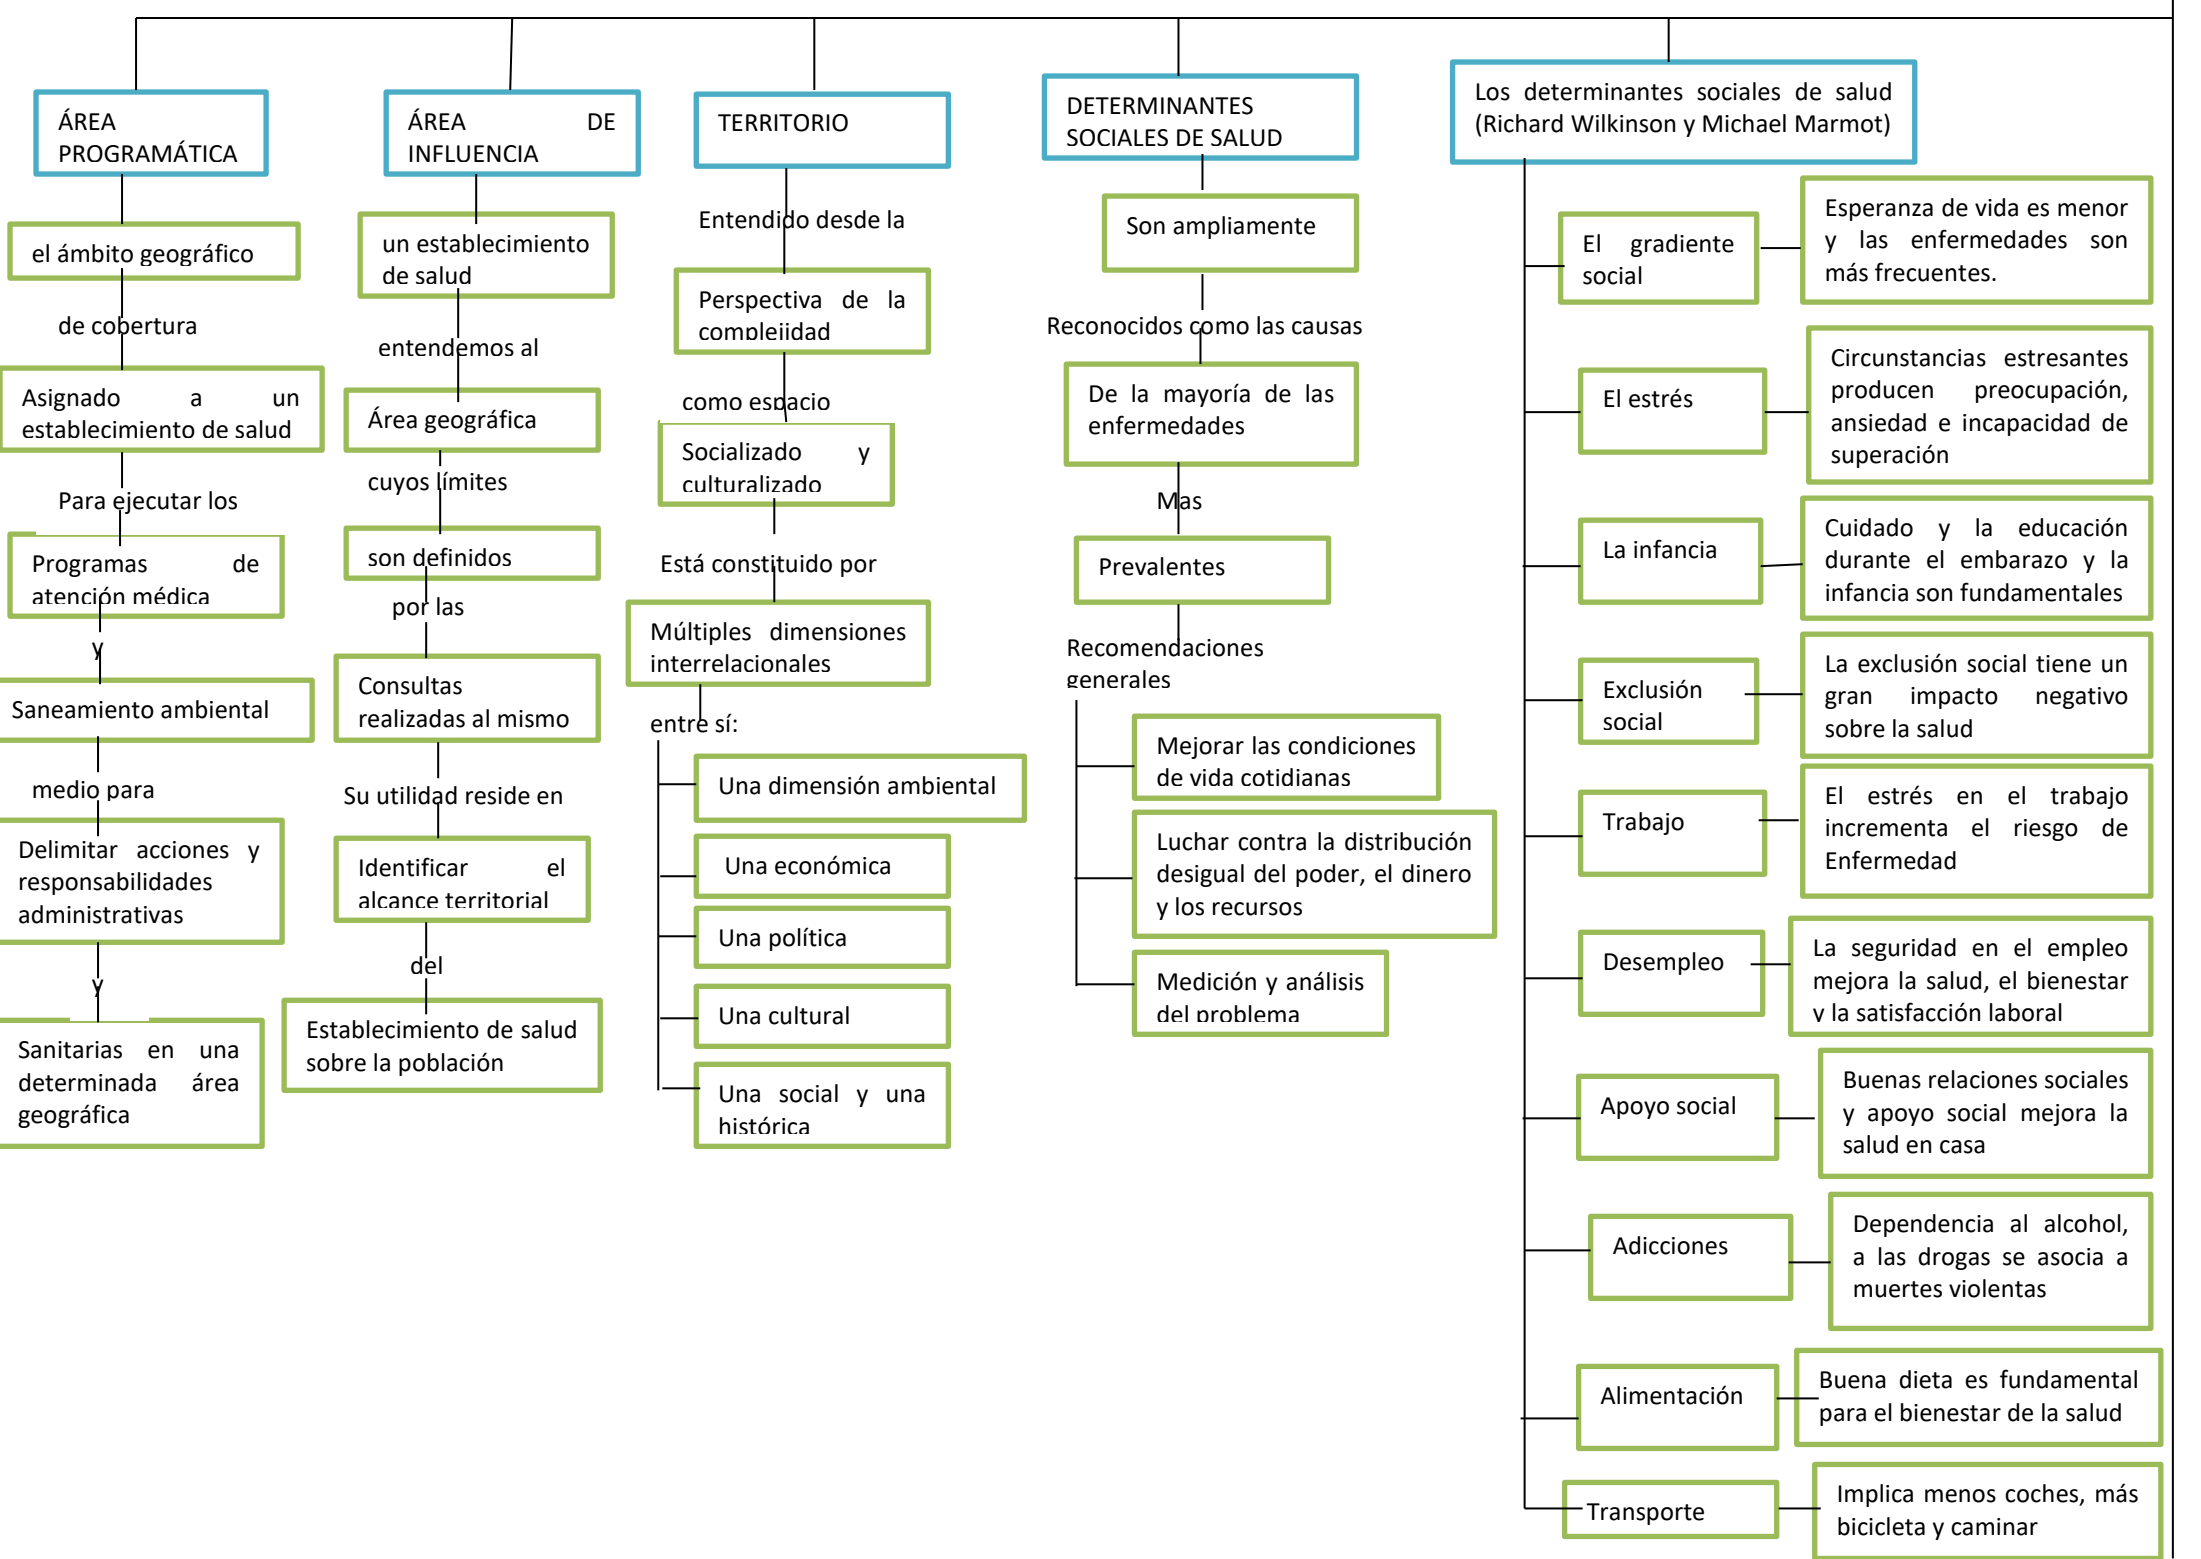 ÁREA
PROGRAMÁTICA
el ámbito geográfico
de cobertura
Asignado a un
establecimiento de salud
Para ejecutar los
Programas de
atención médica
y
Saneamiento ambiental
medio para
Delimitar acciones y
responsabilidades
administrativas
y
Sanitarias en una
determinada área
geográfica
ÁREA DE
INFLUENCIA
un establecimiento
de salud
entendemos al
Área geográfica
cuyos límites
son definidos
por las
Consultas
realizadas al mismo
Su utilidad reside en
Identificar el
alcance territorial
del
Establecimiento de salud
sobre la población
TERRITORIO
Entendido desde la
Perspectiva de la
complejidad
como espacio
Socializado y
culturalizado
Está constituido por
Múltiples dimensiones
interrelacionales
entre sí:
Una dimensión ambiental
Una económica
Una política
Una cultural
Una social y una
histórica
DETERMINANTES
SOCIALES DE SALUD
Son ampliamente
Reconocidos como las causas
De la mayoría de las
enfermedades
Mas
Prevalentes
Recomendaciones
generales
Mejorar las condiciones
de vida cotidianas
Luchar contra la distribución
desigual del poder, el dinero
y los recursos
Medición y análisis
del problema
Los determinantes sociales de salud
(Richard Wilkinson y Michael Marmot)
El gradiente
social
Esperanza de vida es menor
y las enfermedades son
más frecuentes.
El estrés
Circunstancias estresantes
producen preocupación,
ansiedad e incapacidad de
superación
La infancia
Cuidado y la educación
durante el embarazo y la
infancia son fundamentales
Exclusión
social
La exclusión social tiene un
gran impacto negativo
sobre la salud
Trabajo
El estrés en el trabajo
incrementa el riesgo de
Enfermedad
Desempleo
La seguridad en el empleo
mejora la salud, el bienestar
y la satisfacción laboral
Apoyo social
Buenas relaciones sociales
y apoyo social mejora la
salud en casa
Adicciones
Dependencia al alcohol,
a las drogas se asocia a
muertes violentas
Alimentación
Buena dieta es fundamental
para el bienestar de la salud
Transporte
Implica menos coches, más
bicicleta y caminar